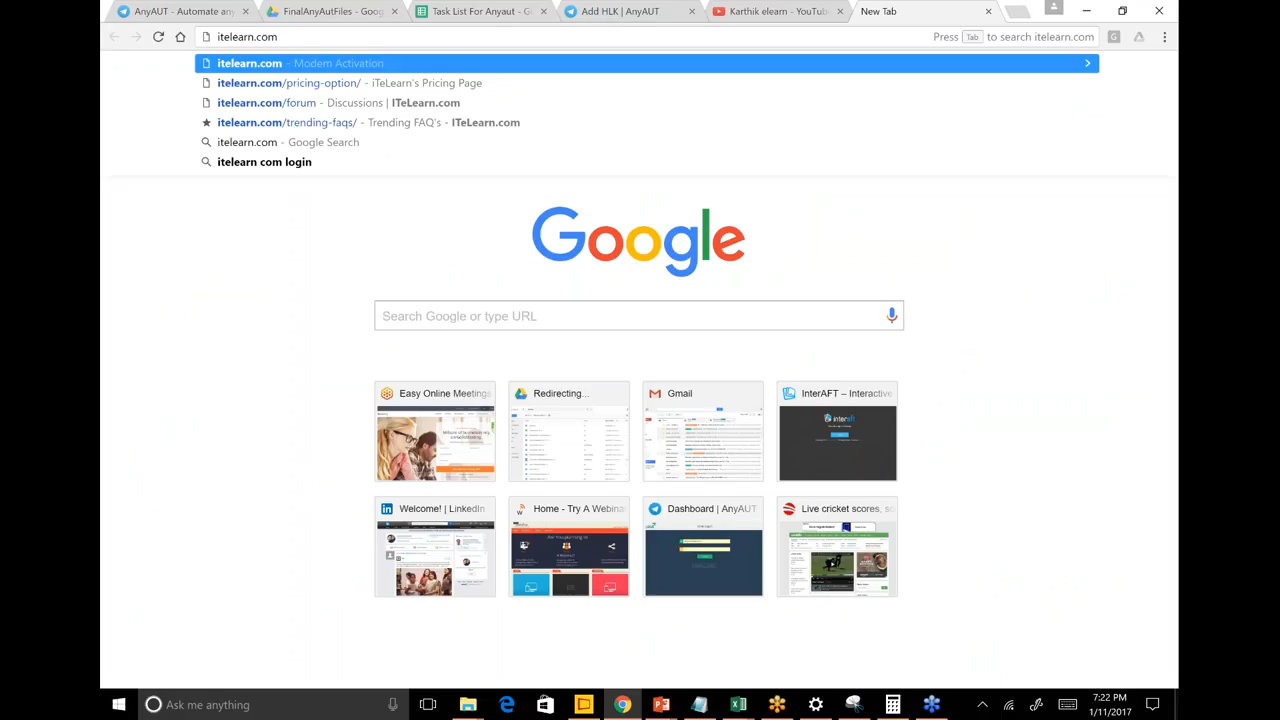 AnyAUT - Automate any
FinalAnyAutFiles - Goog
Task List For Anyaut - G
Add HLK | AnyAUT
Karthik elearn - YouTub
New Tab
itelearn.com
Press Tab to search itelearn.com
itelearn.com - Modem Activation
itelearn.com/pricing-option/ - iTeLearn's Pricing Page
itelearn.com/forum - Discussions | ITeLearn.com
itelearn.com/trending-faqs/ - Trending FAQ's - ITeLearn.com
itelearn.com - Google Search
itelearn com login
Google
Search Google or type URL
Easy Online Meetings
Redirecting...
Gmail
InterAFT – Interactive
interaft
Welcome! | LinkedIn
Home - Try A Webina
Dashboard | AnyAUT
Live cricket scores, s
Ask me anything
7:22 PM
1/11/2017